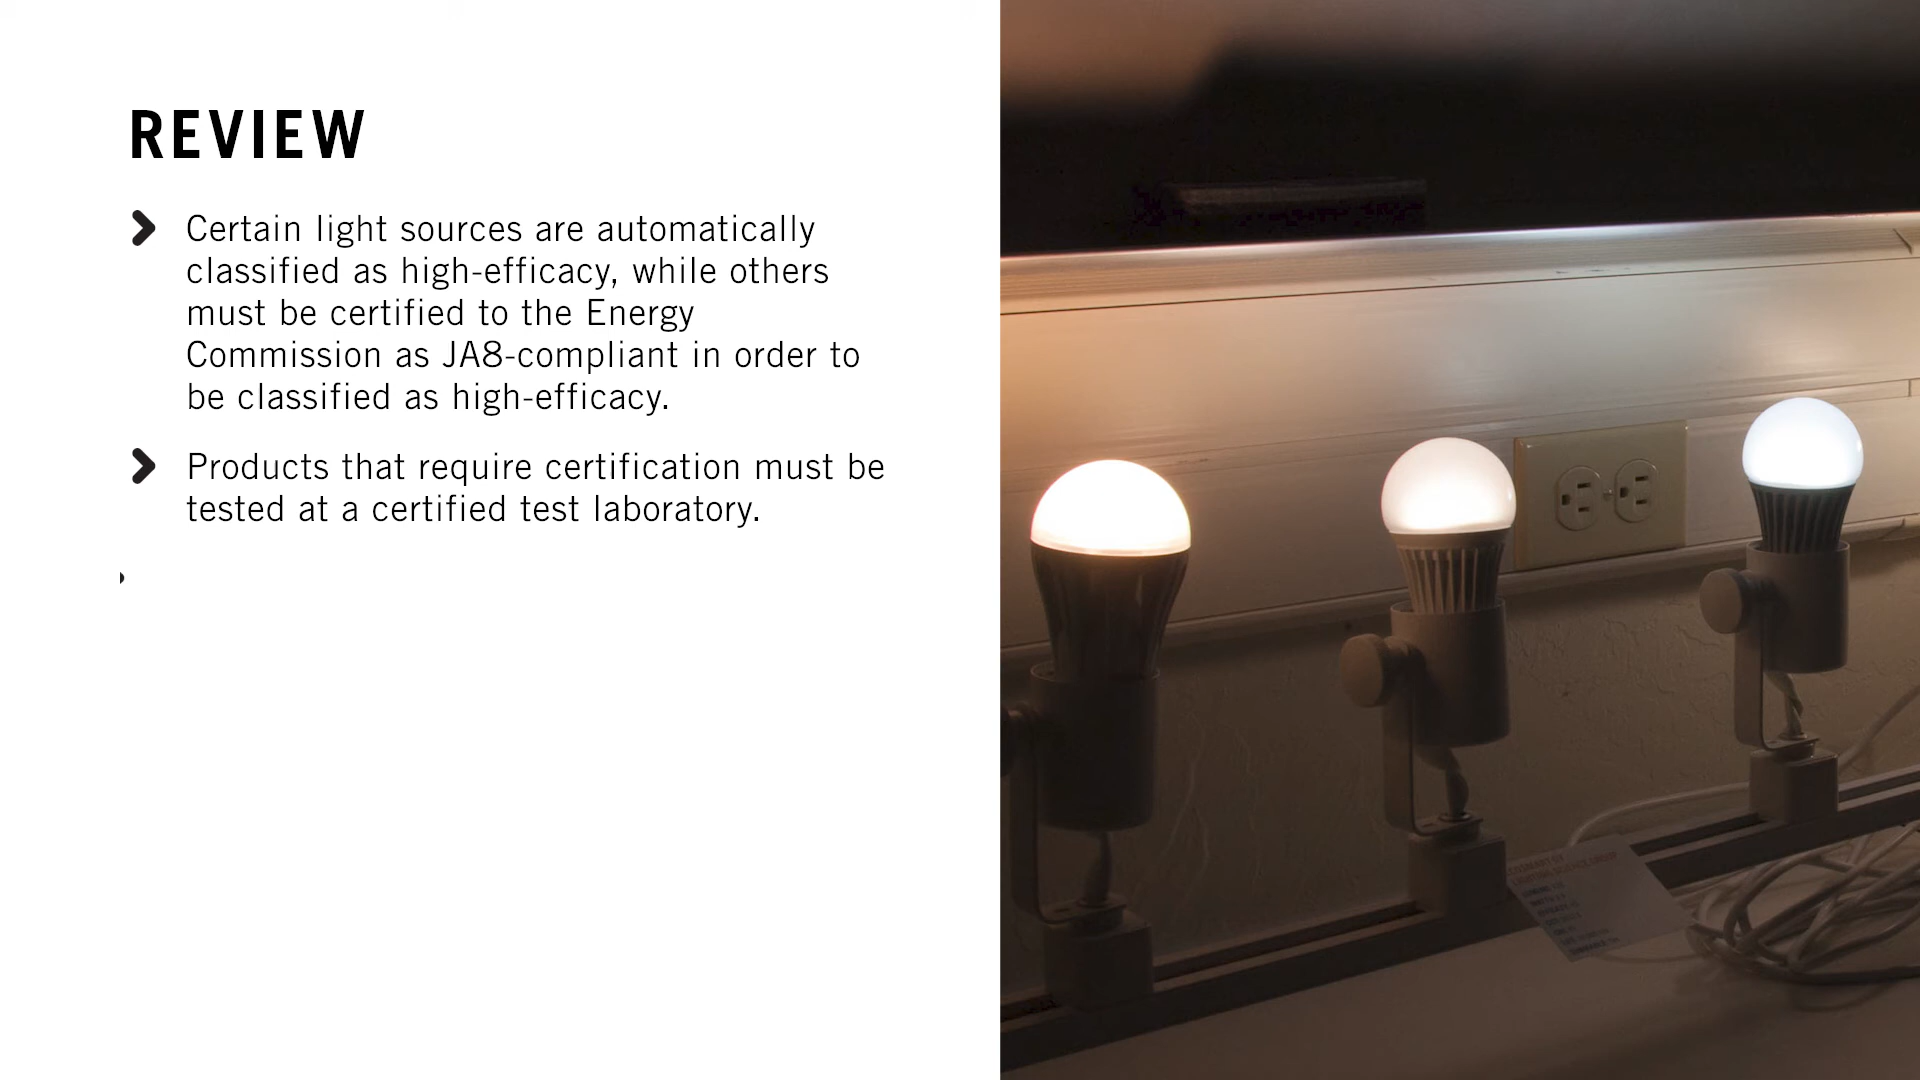 REVIEW
Certain light sources are automatically
classified as high-efficacy, while others
must be certified to the Energy
Commission as JA8-compliant in order to
be classified as high-efficacy.
Products that require certification must be
tested at a certified test laboratory.